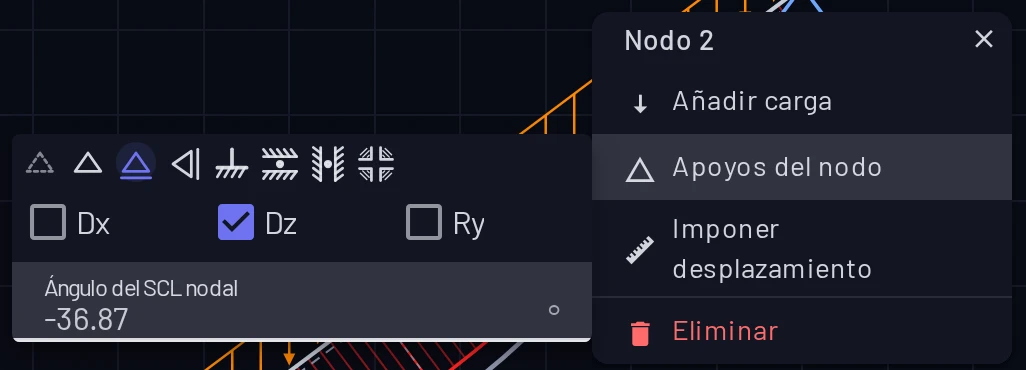 Nodo 2
Añadir carga
Apoyos del nodo
Imponer
desplazamiento
Eliminar
Dx
Dz
Ry
Ángulo del SCL nodal
-36.87
°